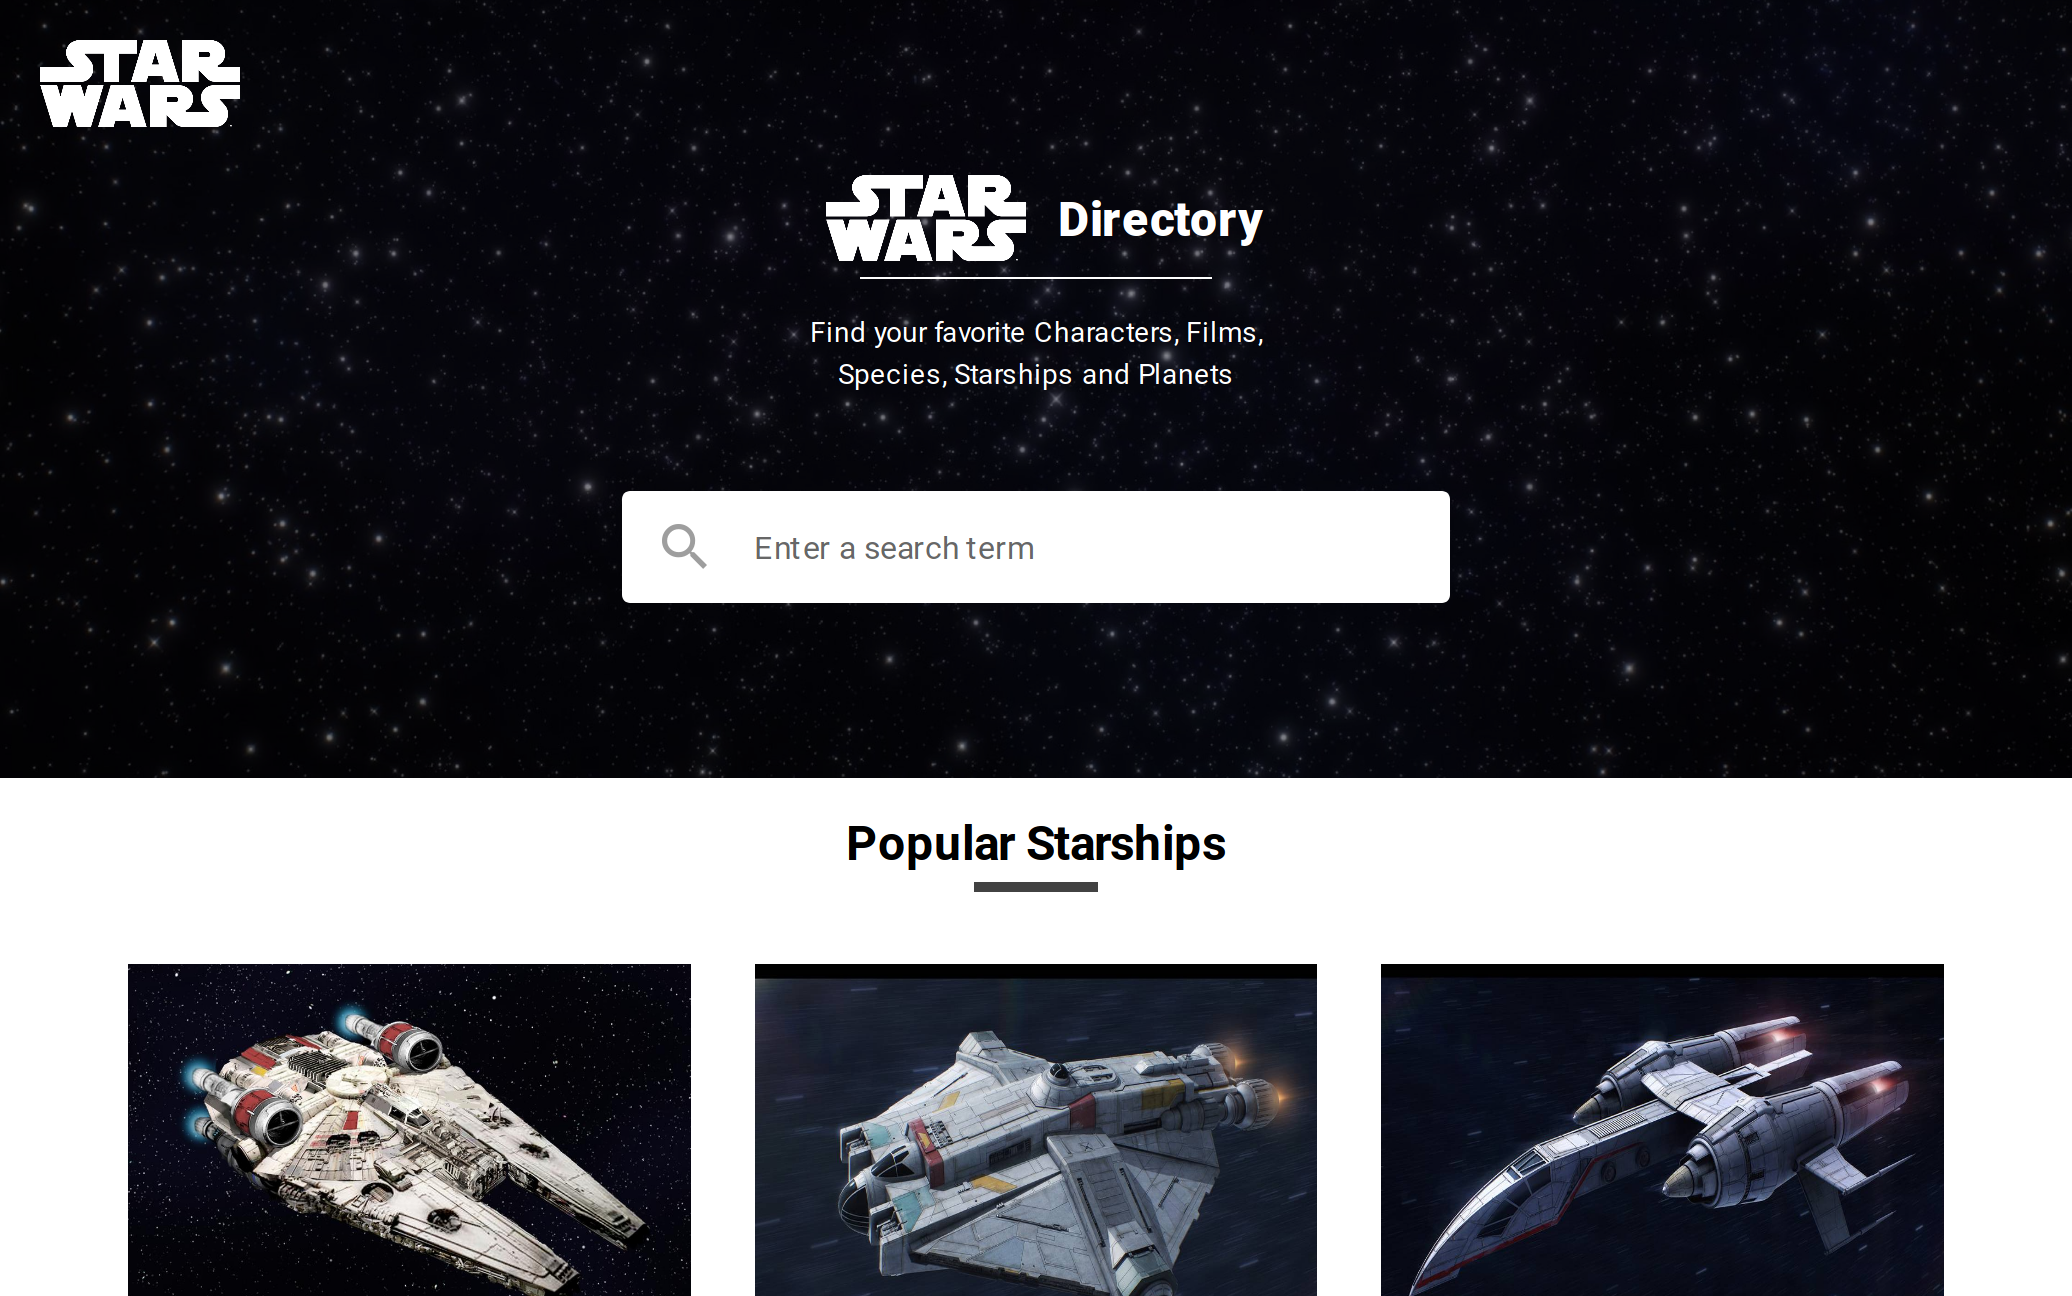 STAR
WARS
STAR
WARS
Directory
Find your favorite Characters, Films,
Species, Starships and Planets
Enter a search term
Popular Starships